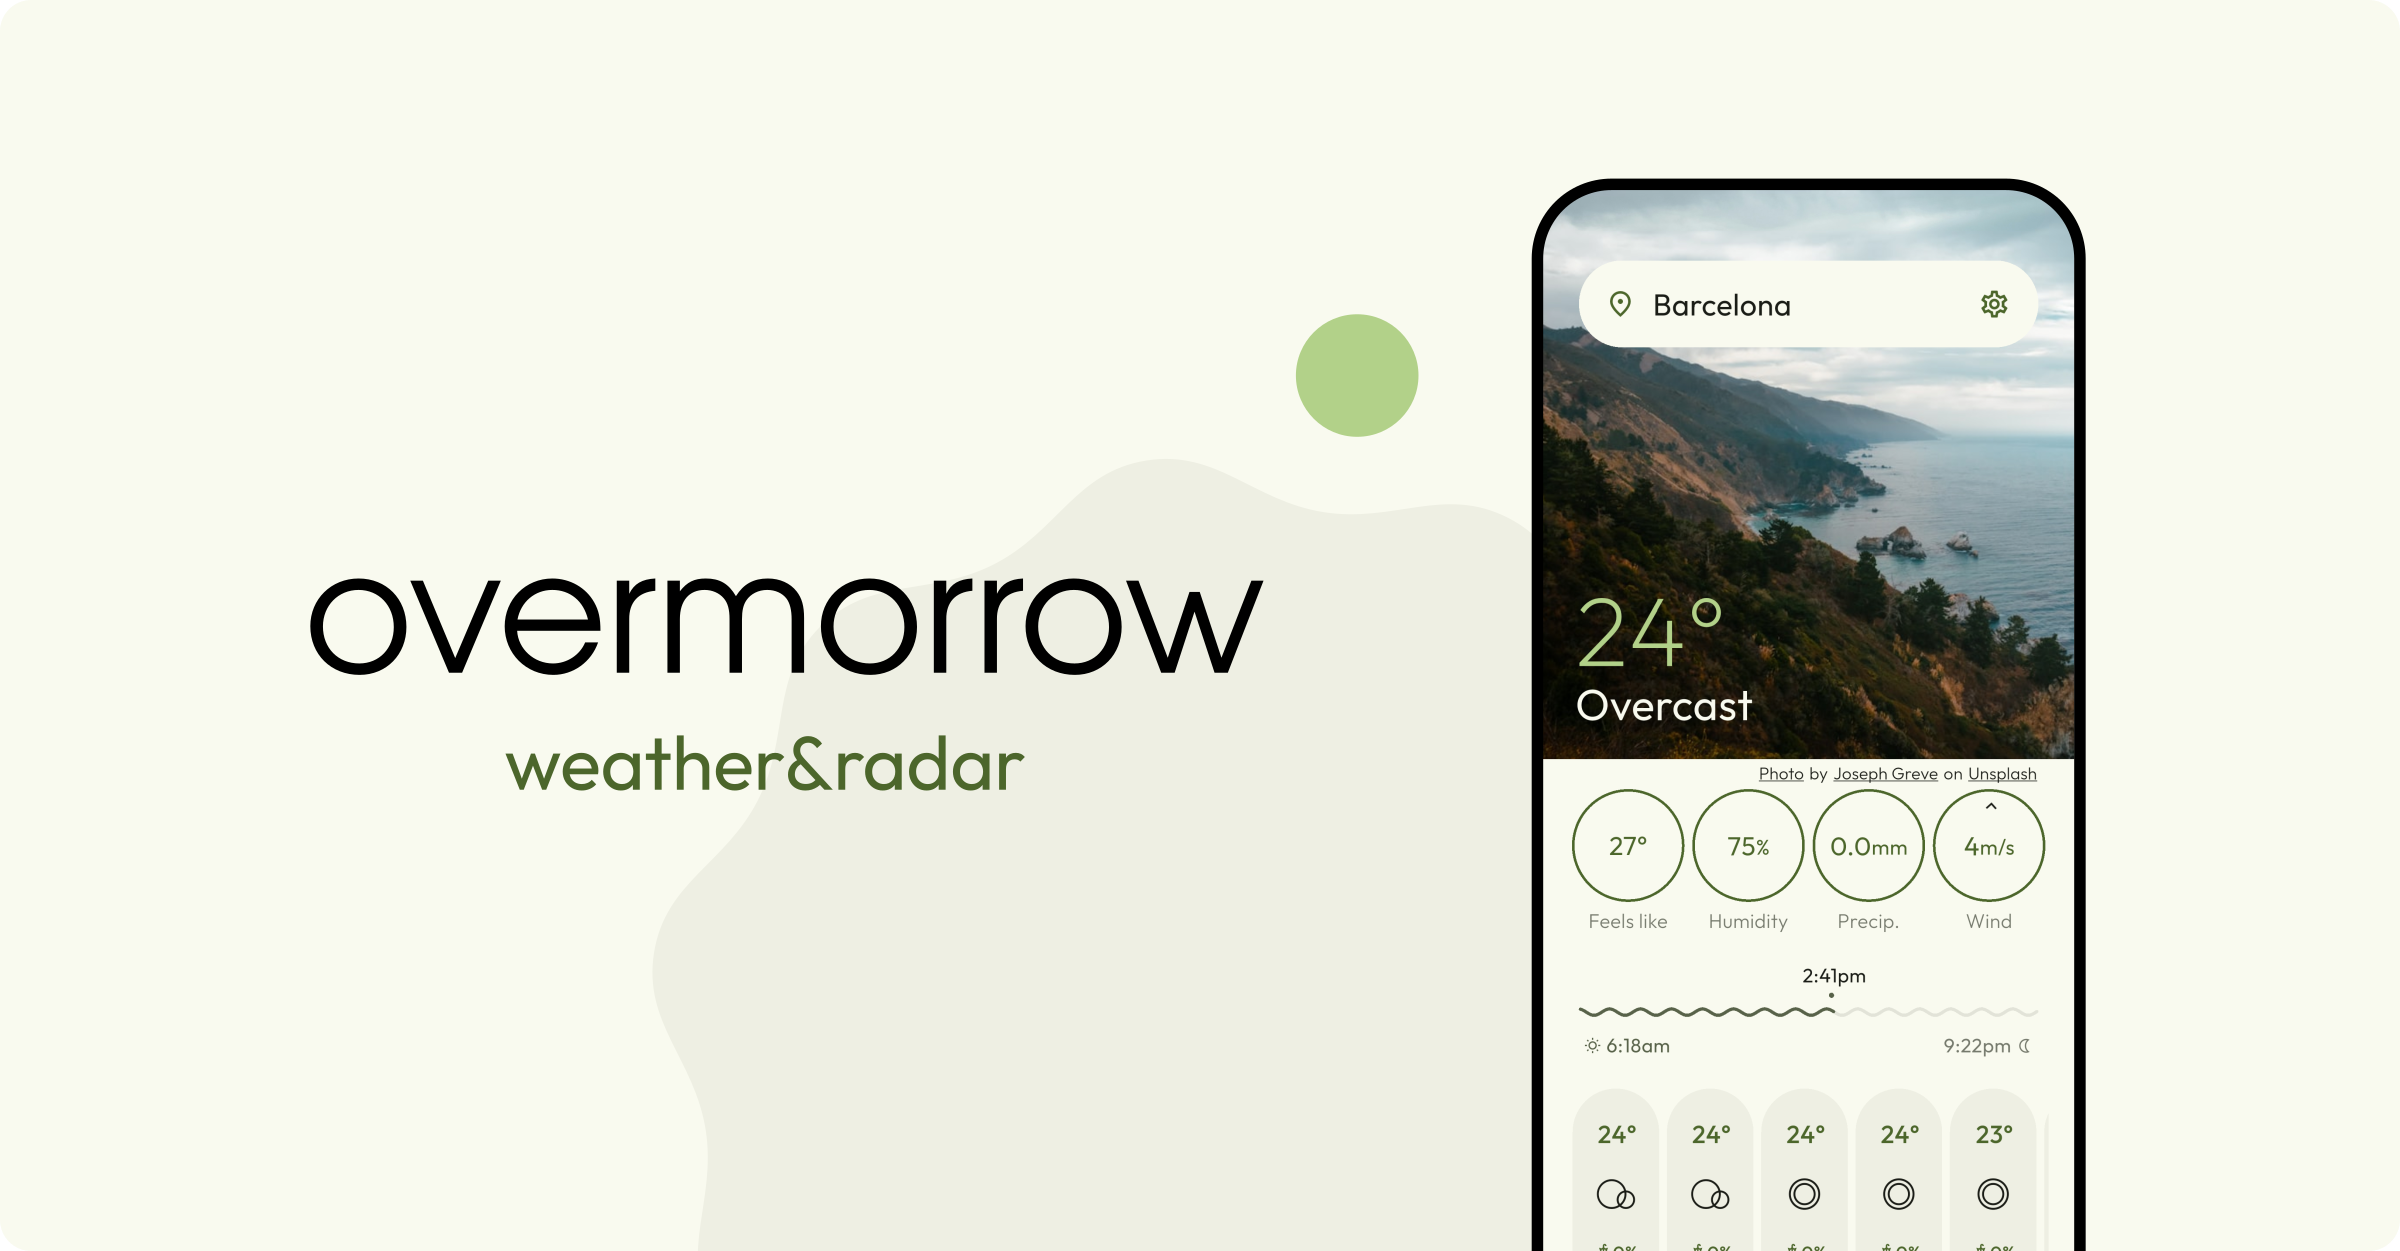 overmorrow
weather&radar
Barcelona
24°
Overcast
Photo by Joseph Greve on Unsplash
27° 75% 0.0mm 4m/s
Feels like Humidity Precip. Wind
2:41pm
6:18am 9:22pm
24° 24° 24° 24° 23°